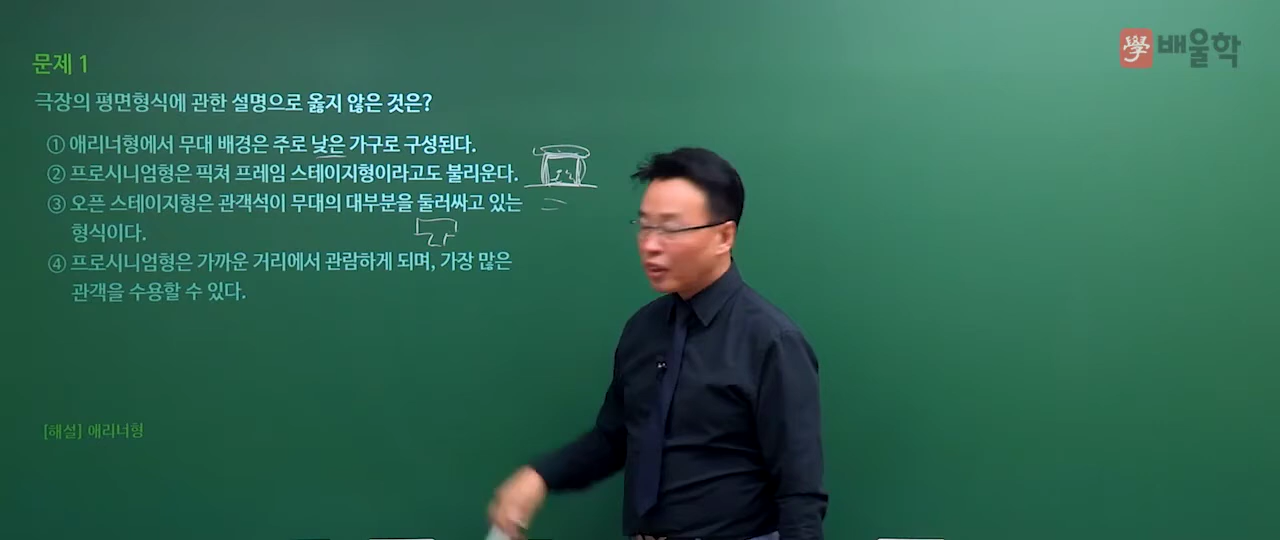 學 배울학
문제 1
극장의 평면형식에 관한 설명으로 옳지 않은 것은?
① 애리너형에서 무대 배경은 주로 낮은 가구로 구성된다.
② 프로시니엄형은 픽쳐 프레임 스테이지형이라고도 불리운다.
③ 오픈 스테이지형은 관객석이 무대의 대부분을 둘러싸고 있는
형식이다.
④ 프로시니엄형은 가까운 거리에서 관람하게 되며, 가장 많은
관객을 수용할 수 있다.
[해설] 애리너형